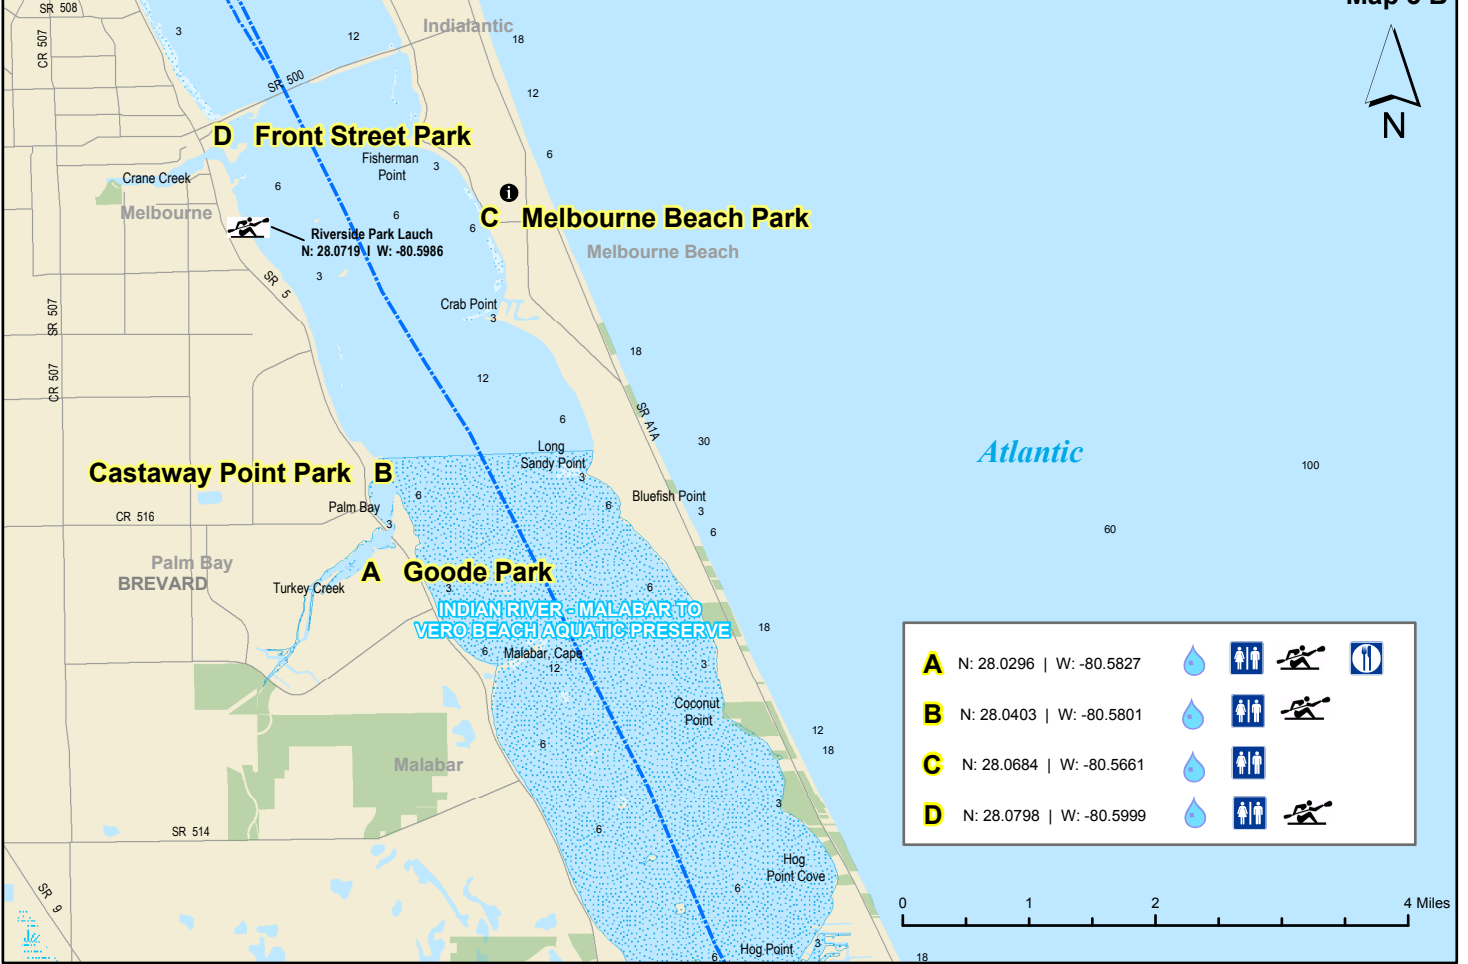 SR 508
CR 507
3
12
Indialantic
18
SR 500
12
D Front Street Park
Fisherman
Point
3
6
Crane Creek
6
Melbourne
6
i
C Melbourne Beach Park
6
Riverside Park Lauch
N: 28.0719 | W: -80.5986
Melbourne Beach
N
3
SR 5
Crab Point
3
SR 507
18
CR 507
12
SR A1A
6
30
Long
Sandy Point
3
Atlantic
100
Castaway Point Park B
6
Palm Bay
3
6
Bluefish Point
3
6
60
CR 516
Palm Bay
BREVARD
A Goode Park
Turkey Creek
3
6
INDIAN RIVER - MALABAR TO
VERO BEACH AQUATIC PRESERVE
18
6
Malabar, Cape
12
3
Coconut
Point
6
12
18
Malabar
3
SR 514
6
Hog
Point Cove
6
SR 9
Hog Point
3
6
18
A N: 28.0296 | W: -80.5827
B N: 28.0403 | W: -80.5801
C N: 28.0684 | W: -80.5661
D N: 28.0798 | W: -80.5999
0 1 2 4 Miles